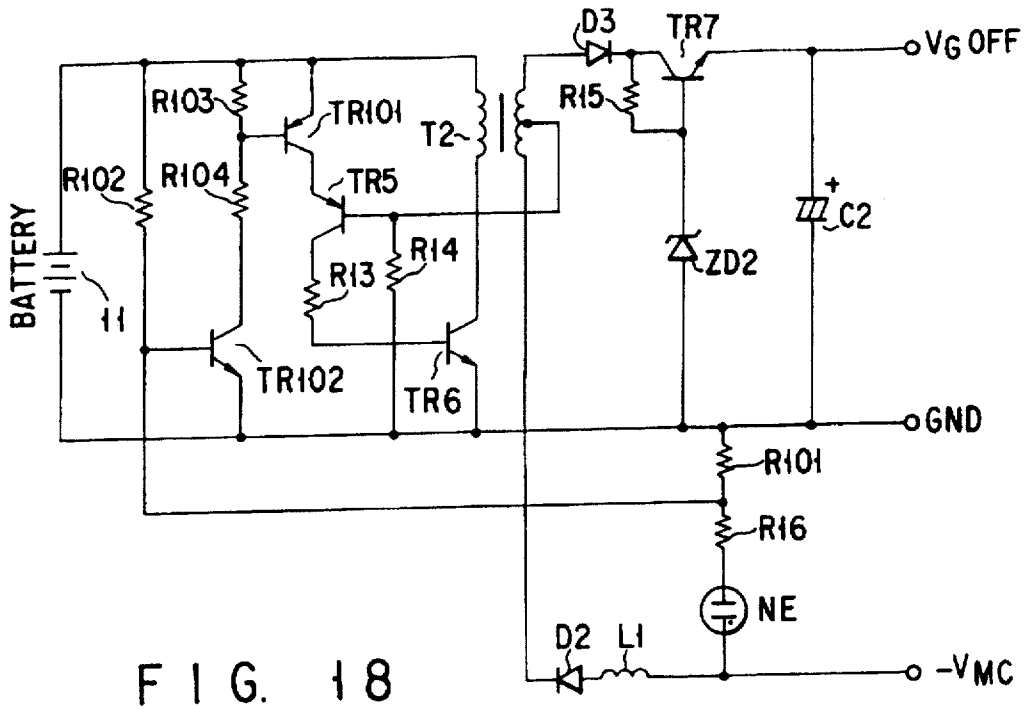 D3
TR7
VG OFF
R103
TR101
R15
T2
R102
R104
TR5
+
C2
R14
R13
ZD2
BATTERY
11
TR102
TR6
GND
R101
R16
NE
D2
L1
-VMC
FIG. 18